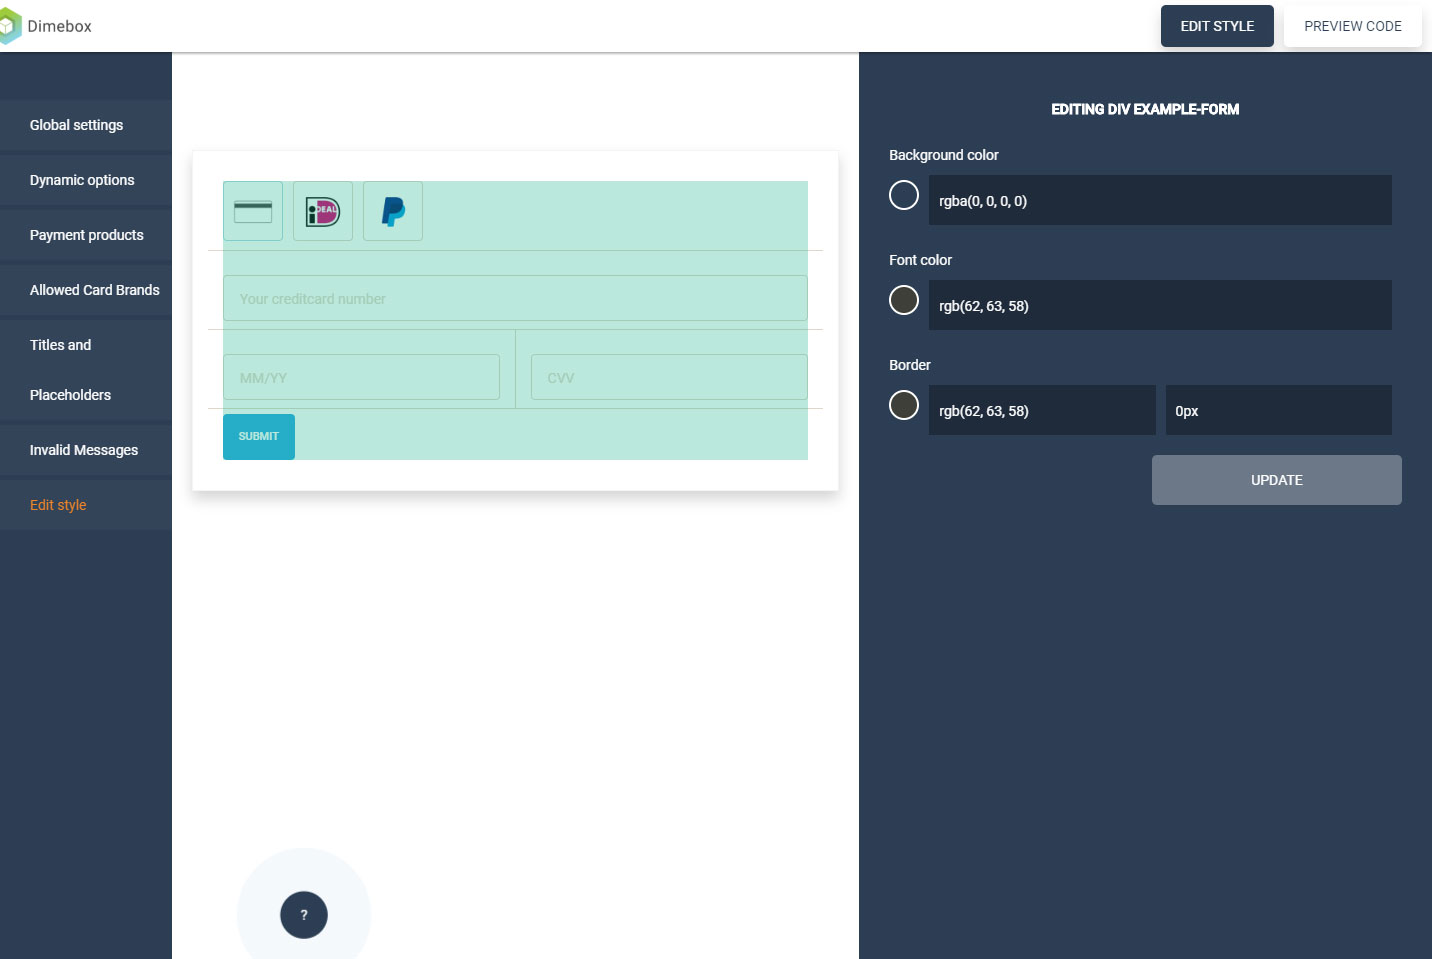 Dimebox
EDIT STYLE
PREVIEW CODE
Global settings
Dynamic options
Payment products
Allowed Card Brands
Titles and
Placeholders
Invalid Messages
Edit style
iDEAL
Your creditcard number
MM/YY
CVV
SUBMIT
?
EDITING DIV EXAMPLE-FORM
Background color
rgba(0, 0, 0, 0)
Font color
rgb(62, 63, 58)
Border
rgb(62, 63, 58)
0px
UPDATE